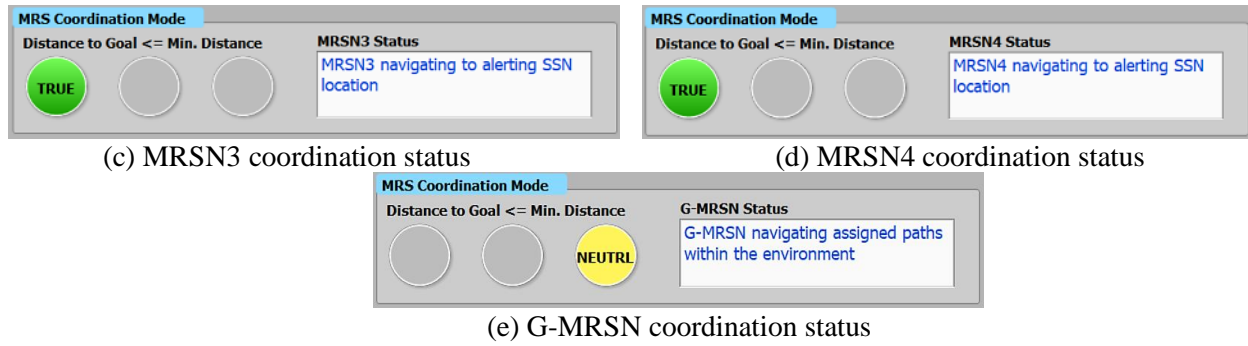 MRS Coordination Mode
Distance to Goal <= Min. Distance
TRUE
MRSN3 Status
MRSN3 navigating to alerting SSN
location
(c) MRSN3 coordination status
MRS Coordination Mode
Distance to Goal <= Min. Distance
TRUE
MRSN4 Status
MRSN4 navigating to alerting SSN
location
(d) MRSN4 coordination status
MRS Coordination Mode
Distance to Goal <= Min. Distance
NEUTRL
G-MRSN Status
G-MRSN navigating assigned paths
within the environment
(e) G-MRSN coordination status